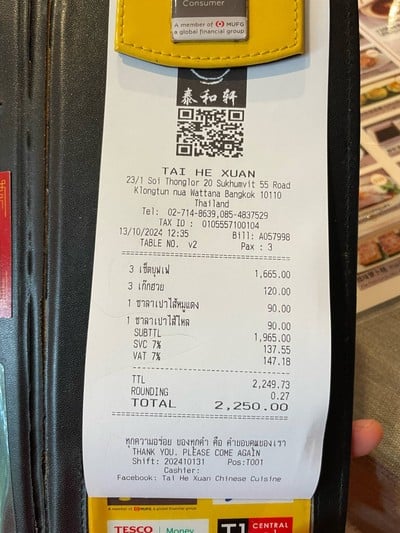 Consumer
A member of MUFG
a global financial group
泰和軒
TAI HE XUAN
23/1 Soi Thonglor 20 Sukhumvit 55 Road
Klongtun nua Wattana Bangkok 10110
Thailand
Tel: 02-714-8639,085-4837529
TAX ID : 0105557100104
13/10/2024 12:35 Bill: A057998
TABLE NO. v2 Pax : 3
3 เซ็ตบุฟเฟ่ 1,665.00
3 เก๊กฮวย 120.00
1 ซาลาเปาไส้หมูแดง 90.00
1 ซาลาเปาไส้ไหล 90.00
SUBTTL 1,965.00
SVC 7% 137.55
VAT 7% 147.18
TTL 2,249.73
ROUNDING 0.27
TOTAL 2,250.00
ทุกความอร่อย ของทุกคำ คือ คำขอบคุณของเรา
THANK YOU. PLEASE COME AGAIN
Shift: 202410131 Pos:T001
Cashier:
Facebook: Tai He Xuan Chinese Cuisine
A member of MUFG a global financial group
TESCO Money
T1 CENTRAL